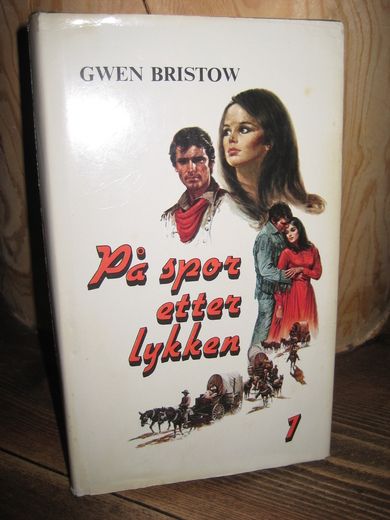 GWEN BRISTOW
På spor
etter
lykken
1